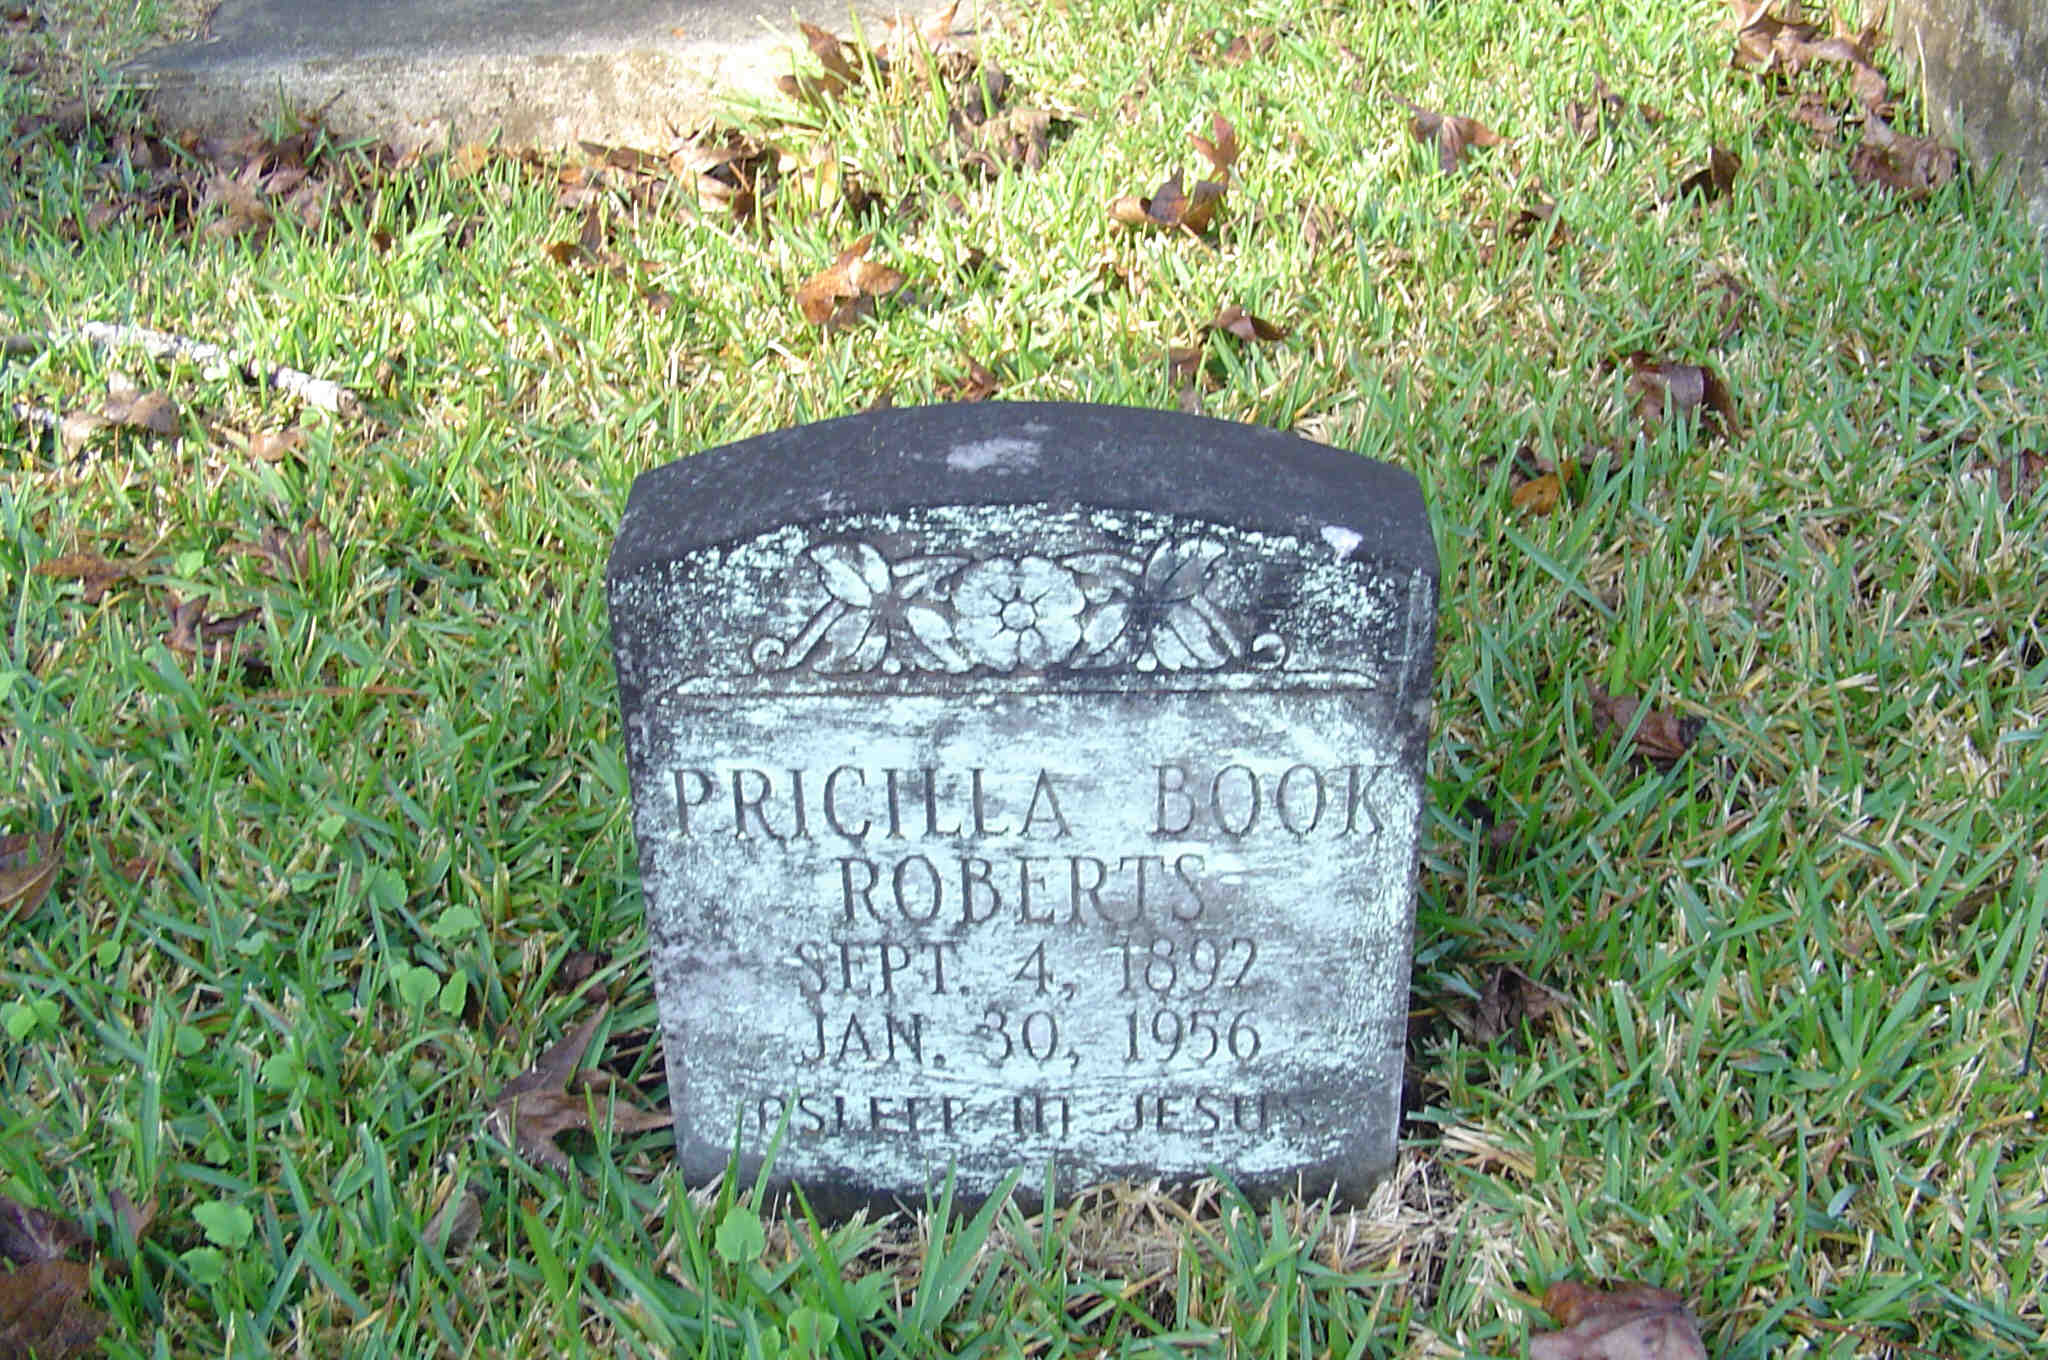 PRICILLA BOOK
ROBERTS
SEPT. 4, 1892
JAN. 30, 1956
ASLEEP IN JESUS